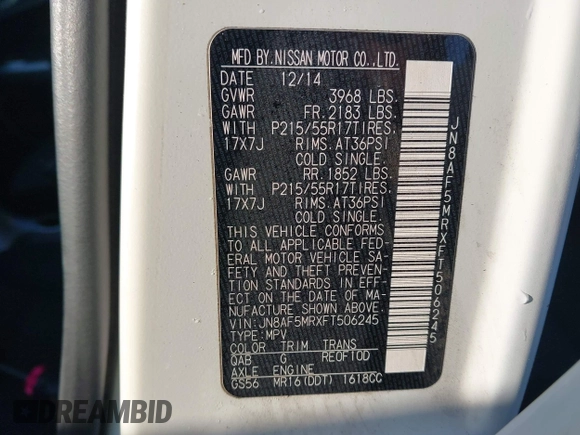 MFD BY: NISSAN MOTOR CO., LTD.
DATE 12/14
GVWR 3968 LBS.
GAWR FR. 2183 LBS.
WITH P215/55R17TIRES.
17X7J RIMS. AT36PSI
COLD SINGLE.
GAWR RR. 1852 LBS.
WITH P215/55R17TIRES.
17X7J RIMS. AT36PSI
COLD SINGLE.
THIS VEHICLE CONFORMS
TO ALL APPLICABLE FED-
ERAL MOTOR VEHICLE SA-
FETY AND THEFT PREVENTION
STANDARDS IN EFF-
ECT ON THE DATE OF MA-
NUFACTURE SHOWN ABOVE.
VIN: JN8AF5MRXFT506245
TYPE: MPV
COLOR TRIM TRANS
QAB G RE0F10D
AXLE ENGINE
GS56 MR16(DDT) 1618CC
JN8AF5MRXFT506245
DREAMBID